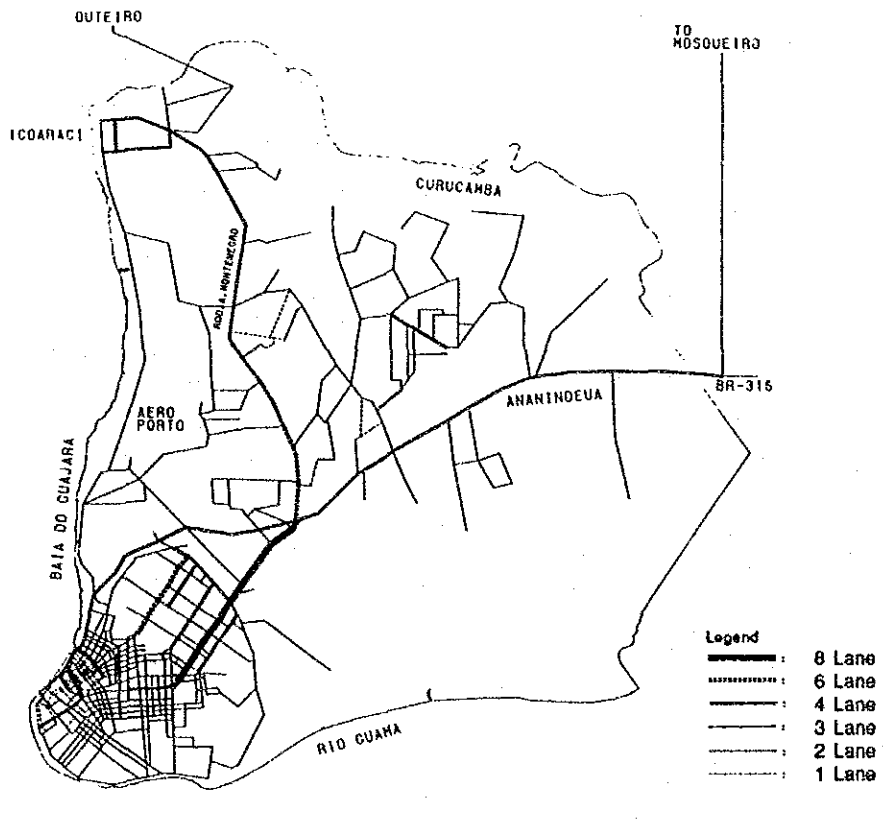 OUTEIRO
TO
MOSQUEIRO
ICOARACI
CURUCAMBA
ROD.A.MONTENEGRO
BR-316
ANANINDEUA
AERO
PORTO
BAIA DO GUAJARA
RIO GUAMA
Legend
: 8 Lane
: 6 Lane
: 4 Lane
: 3 Lane
: 2 Lane
: 1 Lane